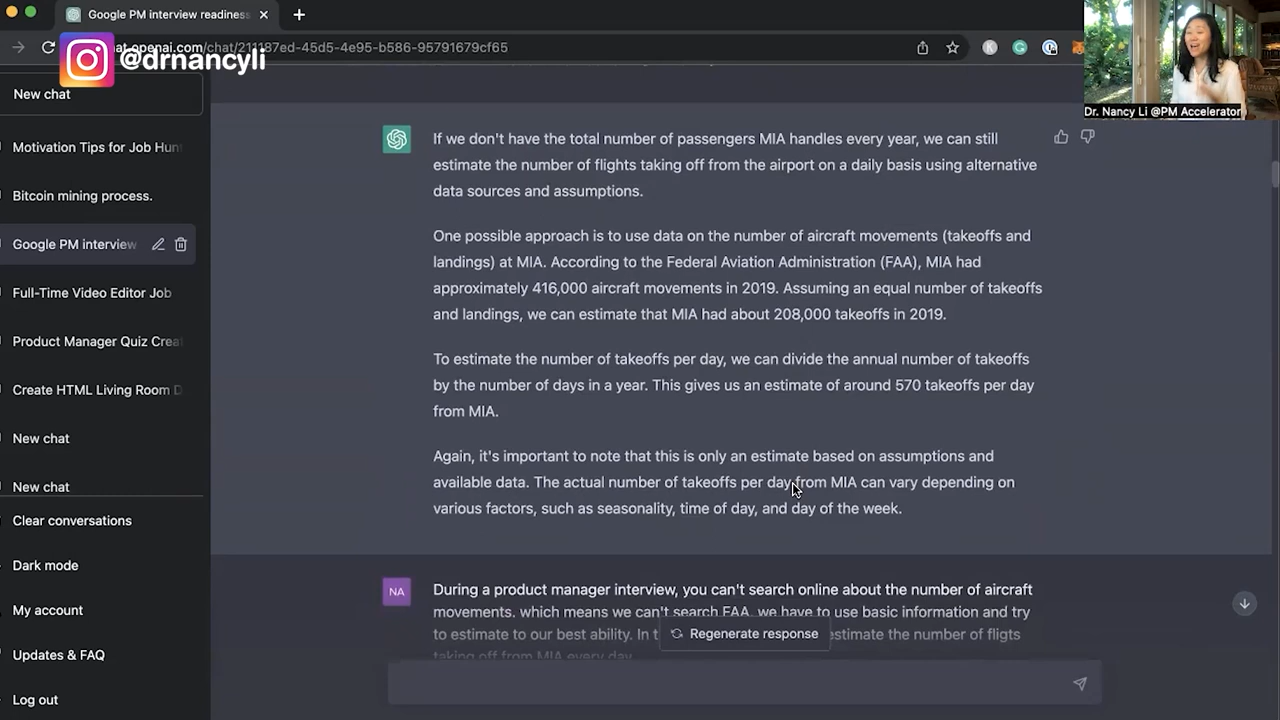 Google PM interview readiness
chat.openai.com/chat/211187ed-45d5-4e95-b586-95791679cf65
@drnancyli
Dr. Nancy Li @PM Accelerator
New chat
Motivation Tips for Job Hun
Bitcoin mining process.
Google PM interview
Full-Time Video Editor Job
Product Manager Quiz Crea
Create HTML Living Room D
New chat
New chat
Clear conversations
Dark mode
My account
Updates & FAQ
Log out
If we don't have the total number of passengers MIA handles every year, we can still
estimate the number of flights taking off from the airport on a daily basis using alternative
data sources and assumptions.
One possible approach is to use data on the number of aircraft movements (takeoffs and
landings) at MIA. According to the Federal Aviation Administration (FAA), MIA had
approximately 416,000 aircraft movements in 2019. Assuming an equal number of takeoffs
and landings, we can estimate that MIA had about 208,000 takeoffs in 2019.
To estimate the number of takeoffs per day, we can divide the annual number of takeoffs
by the number of days in a year. This gives us an estimate of around 570 takeoffs per day
from MIA.
Again, it's important to note that this is only an estimate based on assumptions and
available data. The actual number of takeoffs per day from MIA can vary depending on
various factors, such as seasonality, time of day, and day of the week.
NA
During a product manager interview, you can't search online about the number of aircraft
movements. which means we can't search FAA. we have to use basic information and try
to estimate to our best ability. In t estimate the number of fligts
taking off from MIA every day
Regenerate response